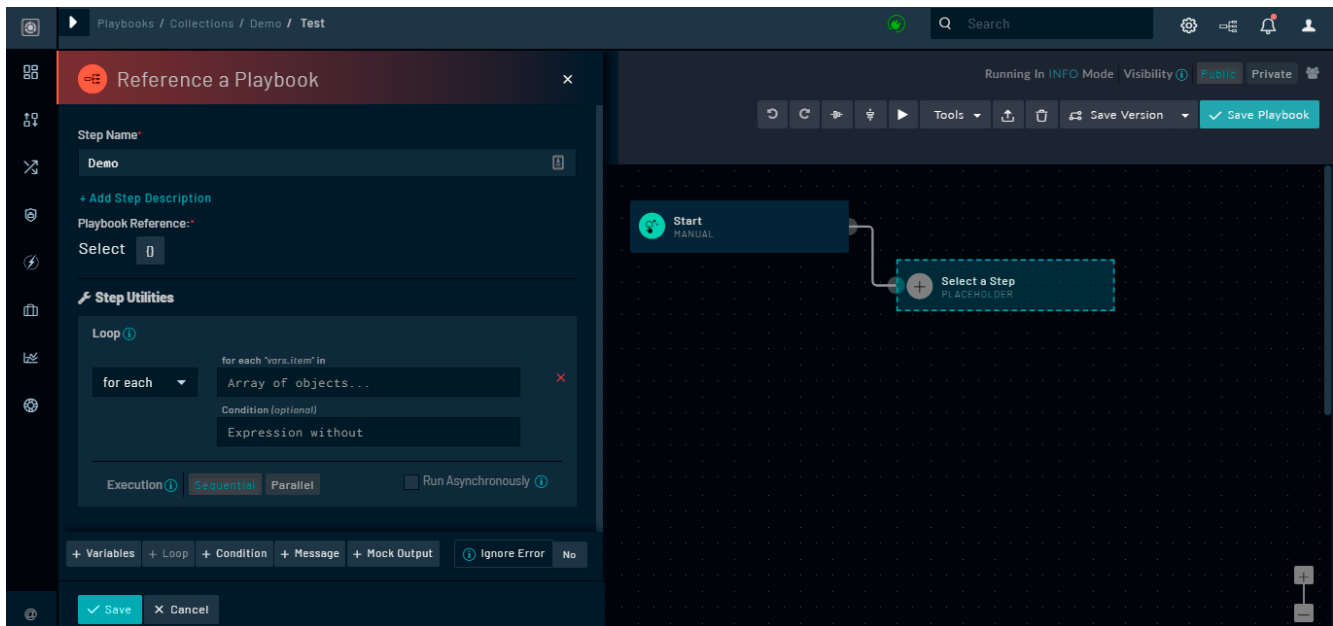 Playbooks / Collections / Demo / Test
Search
Reference a Playbook
Running In INFO Mode Visibility Public Private
Tools Save Version Save Playbook
Step Name*
Demo
+ Add Step Description
Playbook Reference:*
Select {}
Step Utilities
Loop
for each "vars.item" in
for each Array of objects...
Condition (optional)
Expression without
Execution Sequential Parallel Run Asynchronously
+ Variables + Loop + Condition + Message + Mock Output Ignore Error No
Save X Cancel
@
Start
MANUAL
Select a Step
PLACEHOLDER